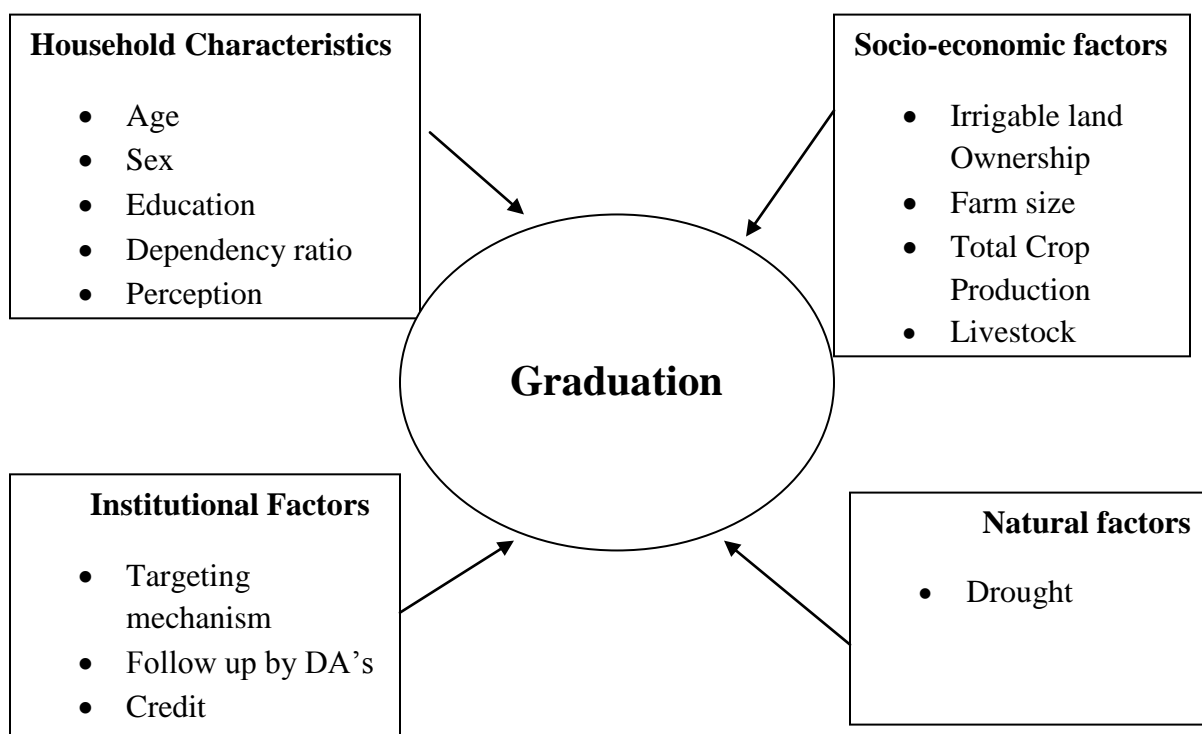 Household Characteristics
• Age
• Sex
• Education
• Dependency ratio
• Perception
Socio-economic factors
• Irrigable land
Ownership
• Farm size
• Total Crop
Production
• Livestock
Graduation
Institutional Factors
• Targeting
mechanism
• Follow up by DA’s
• Credit
Natural factors
• Drought